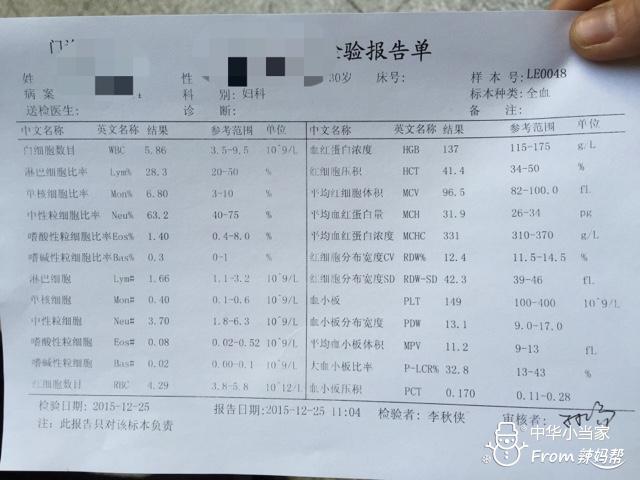 门
检验报告单
姓
性
30岁 床号: 样本号:LE0048
病案 科别:妇科 标本种类:全血
送检医生: 诊断: 备注:
中文名称 英文名称 结果 参考范围 单位 中文名称 英文名称 结果 参考范围 单位
白细胞数目 WBC 5.86 3.5-9.5 10^9/L 血红蛋白浓度 HGB 137 115-175 g/L
淋巴细胞比率 Lym% 28.3 20-50 % 红细胞压积 HCT 41.4 34-50 %
单核细胞比率 Mon% 6.80 3-10 % 平均红细胞体积 MCV 96.5 82-100.0 fL
中性粒细胞比率 Neu% 63.2 40-75 % 平均血红蛋白量 MCH 31.9 26-34 pg
嗜酸性粒细胞比率 Eos% 1.40 0.4-8.0 % 平均血红蛋白浓度 MCHC 331 310-370 g/L
嗜碱性粒细胞比率 Bas% 0.3 0-1 % 红细胞分布宽度CV RDW% 12.4 11.5-14.5 %
淋巴细胞 Lym# 1.66 1.1-3.2 10^9/L 红细胞分布宽度SD RDW-SD 42.3 39-46 fL
单核细胞 Mon# 0.40 0.1-0.6 10^9/L 血小板 PLT 149 100-400 10^9/L
中性粒细胞 Neu# 3.70 1.8-6.3 10^9/L 血小板分布宽度 PDW 13.1 9.0-17.0
嗜酸性粒细胞 Eos# 0.08 0.02-0.52 10^9/L 平均血小板体积 MPV 11.2 9-13 fL
嗜碱性粒细胞 Bas# 0.02 0.00-0.1 10^9/L 大血小板比率 P-LCR% 32.8 13-43 %
红细胞数目 RBC 4.29 3.8-5.8 10^12/L 血小板压积 PCT 0.170 0.11-0.28
检验日期:2015-12-25 报告日期:2015-12-25 11:04 检验者:李秋侠 审核者:
注:此报告只对该标本负责
中华小当家
From 辣妈帮